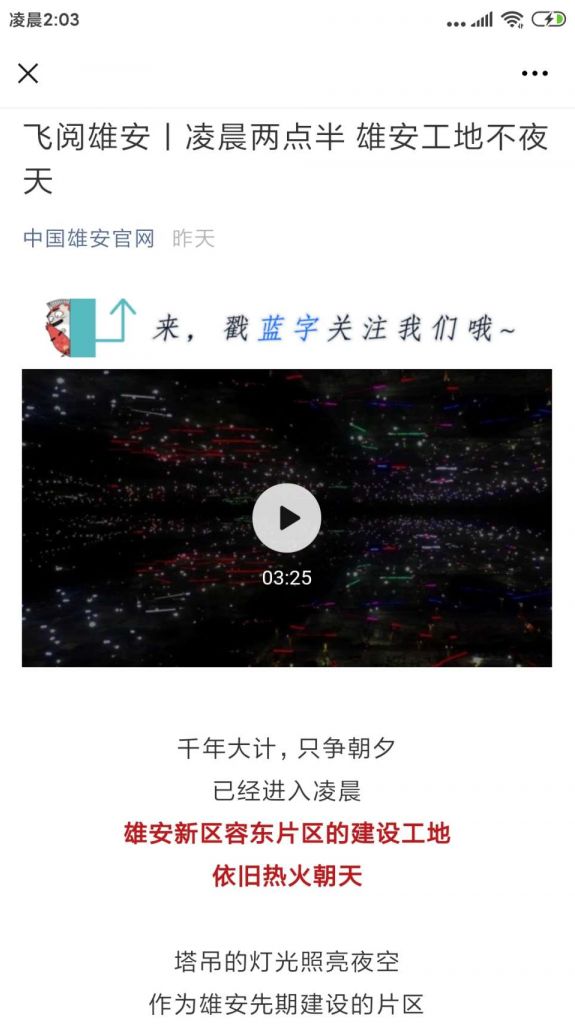 凌晨2:03
飞阅雄安丨凌晨两点半 雄安工地不夜
天
中国雄安官网 昨天
来，戳蓝字关注我们哦~
03:25
千年大计，只争朝夕
已经进入凌晨
雄安新区容东片区的建设工地
依旧热火朝天
塔吊的灯光照亮夜空
作为雄安先期建设的片区